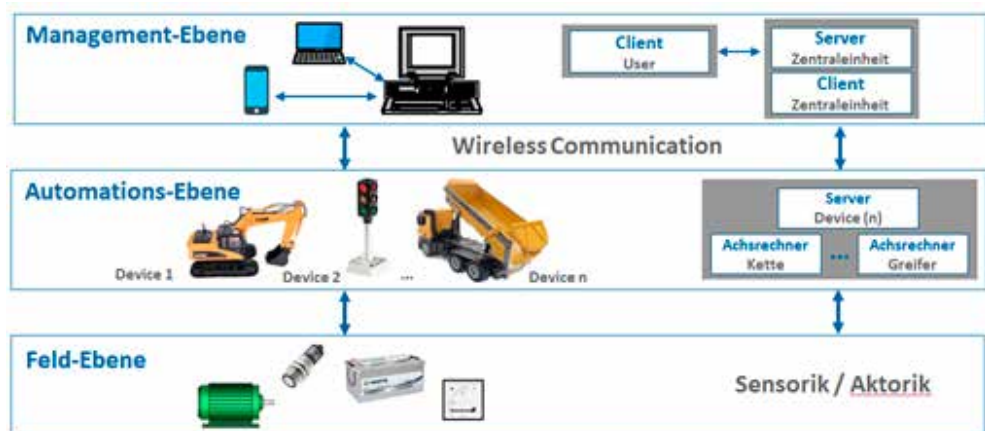 Management-Ebene
Client
User
Server
Zentraleinheit
Client
Zentraleinheit
Wireless Communication
Automations-Ebene
Device 1
Device 2
...
Device n
Server
Device (n)
Achsrechner
Kette
...
Achsrechner
Greifer
Feld-Ebene
Sensorik / Aktorik